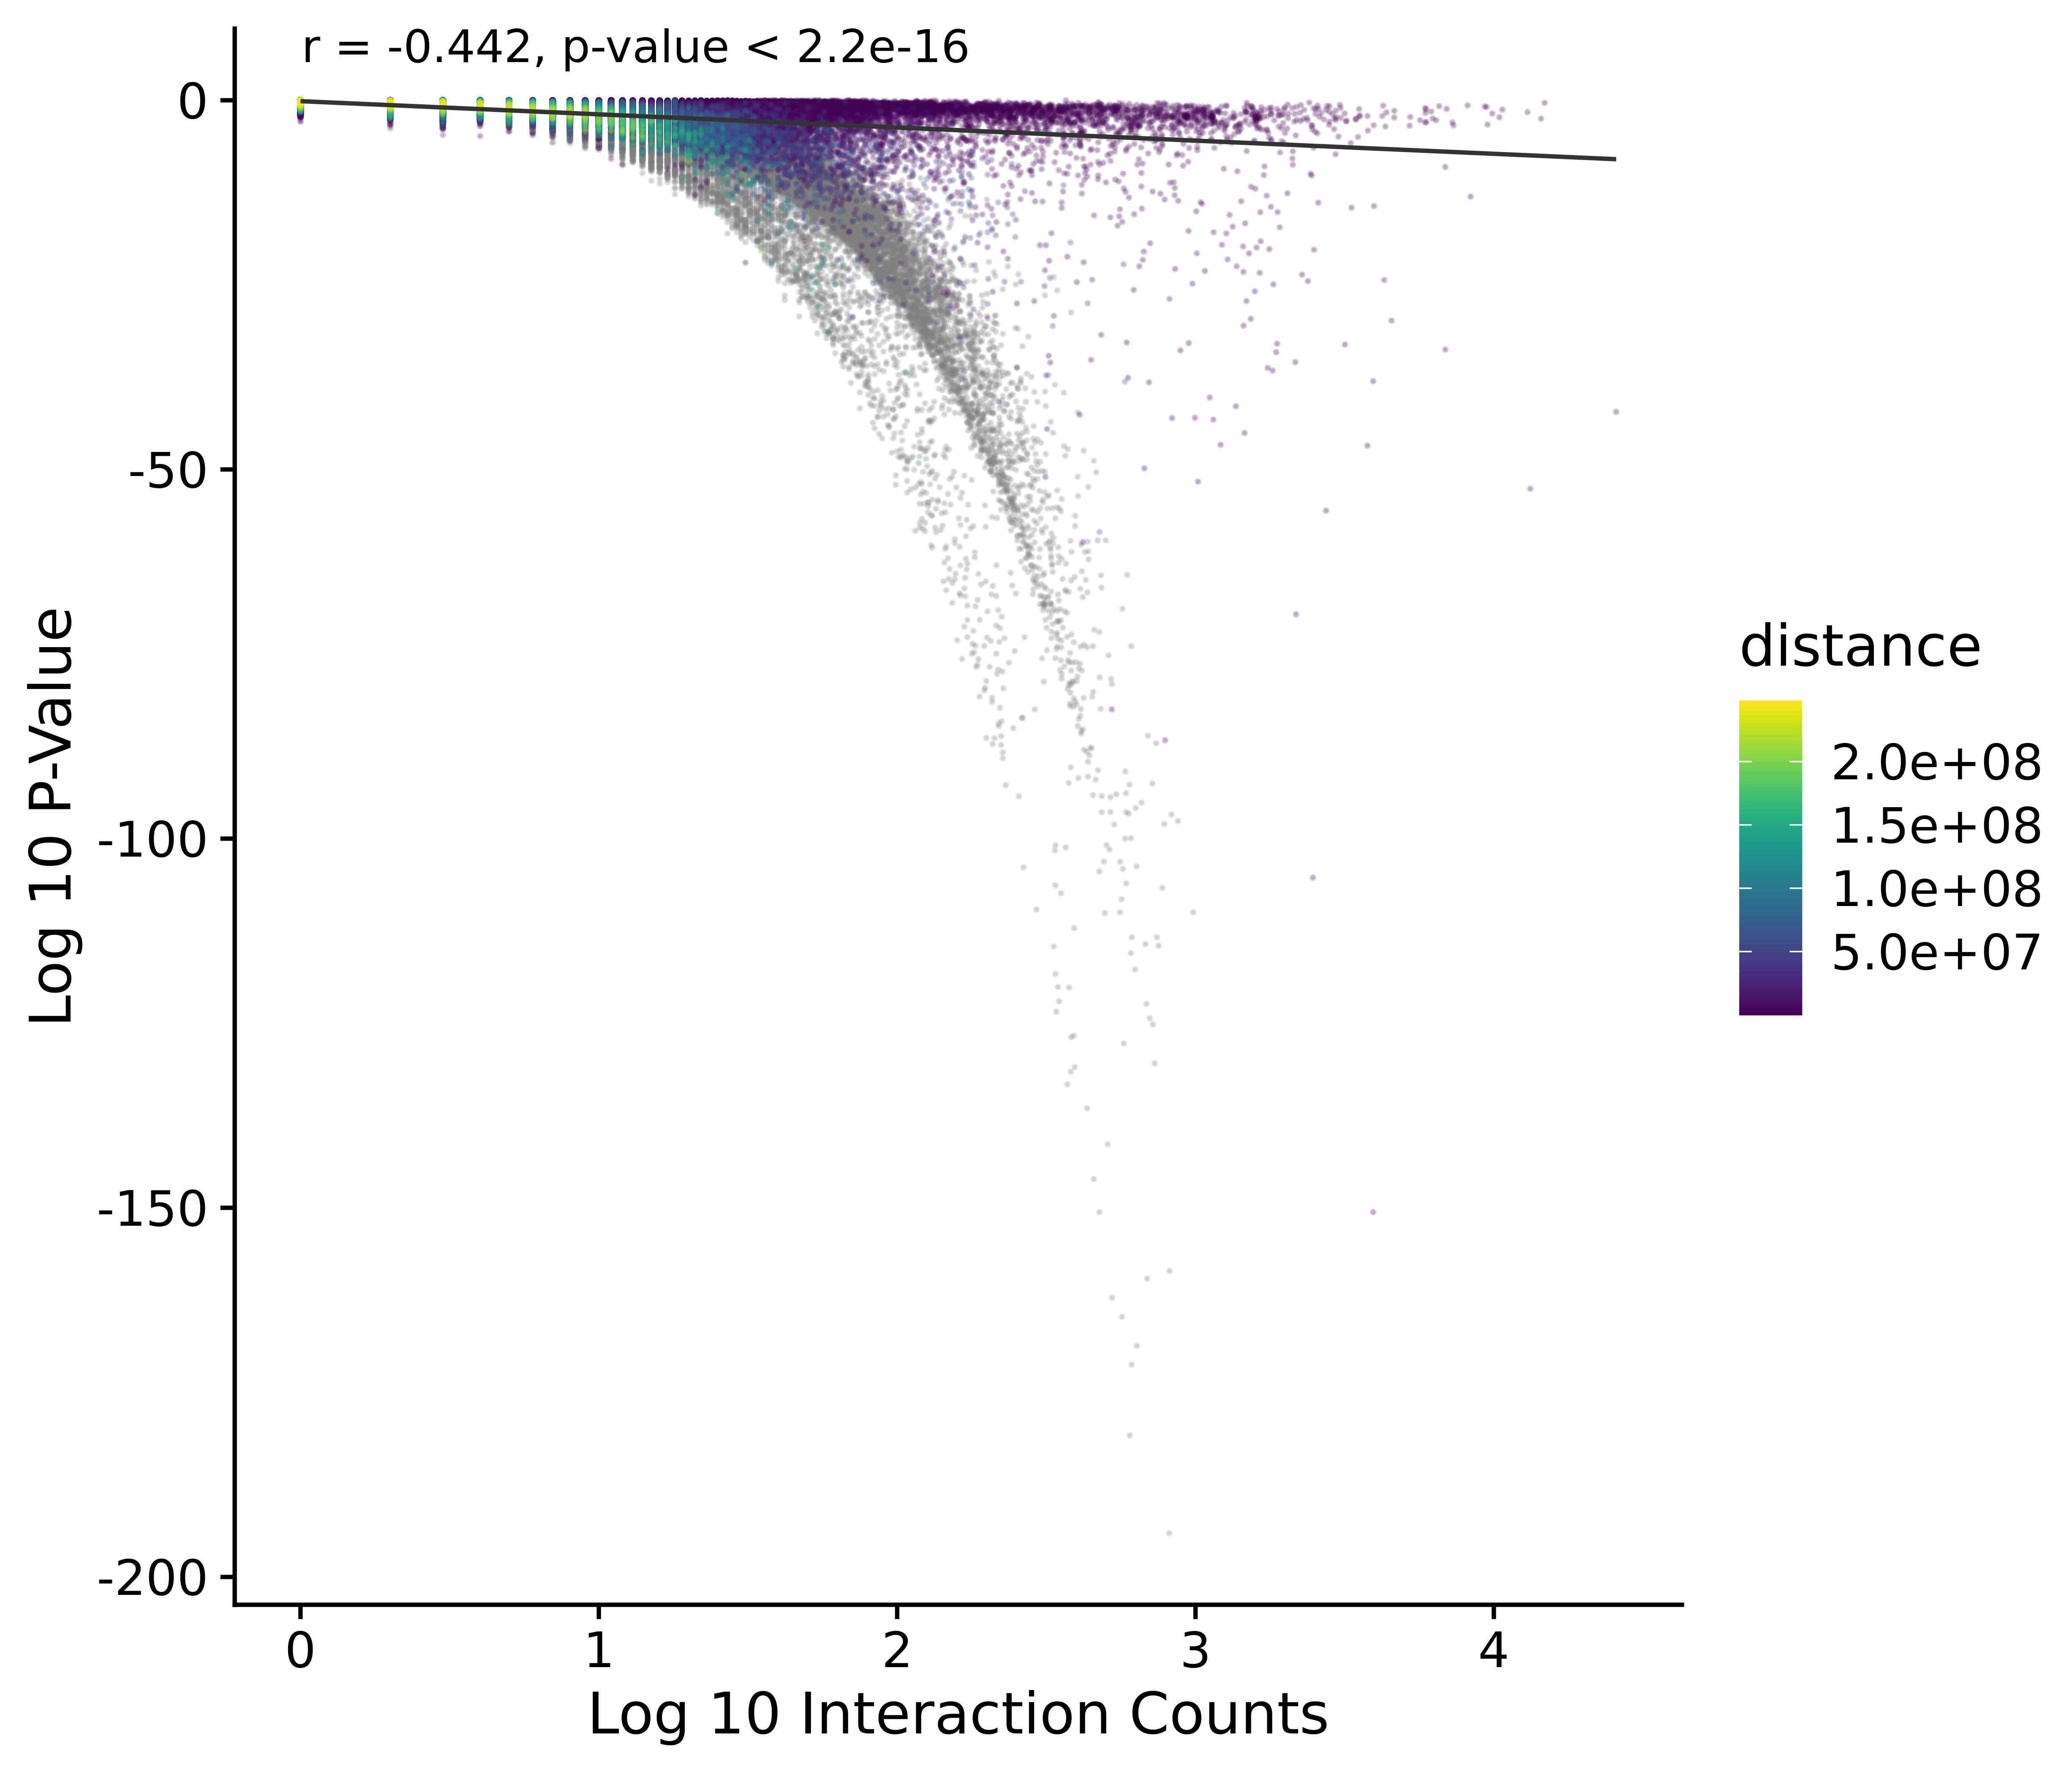 r = -0.442, p-value < 2.2e-16
0
-50
-100
-150
-200
Log 10 P-Value
0 1 2 3 4
Log 10 Interaction Counts
distance
2.0e+08
1.5e+08
1.0e+08
5.0e+07